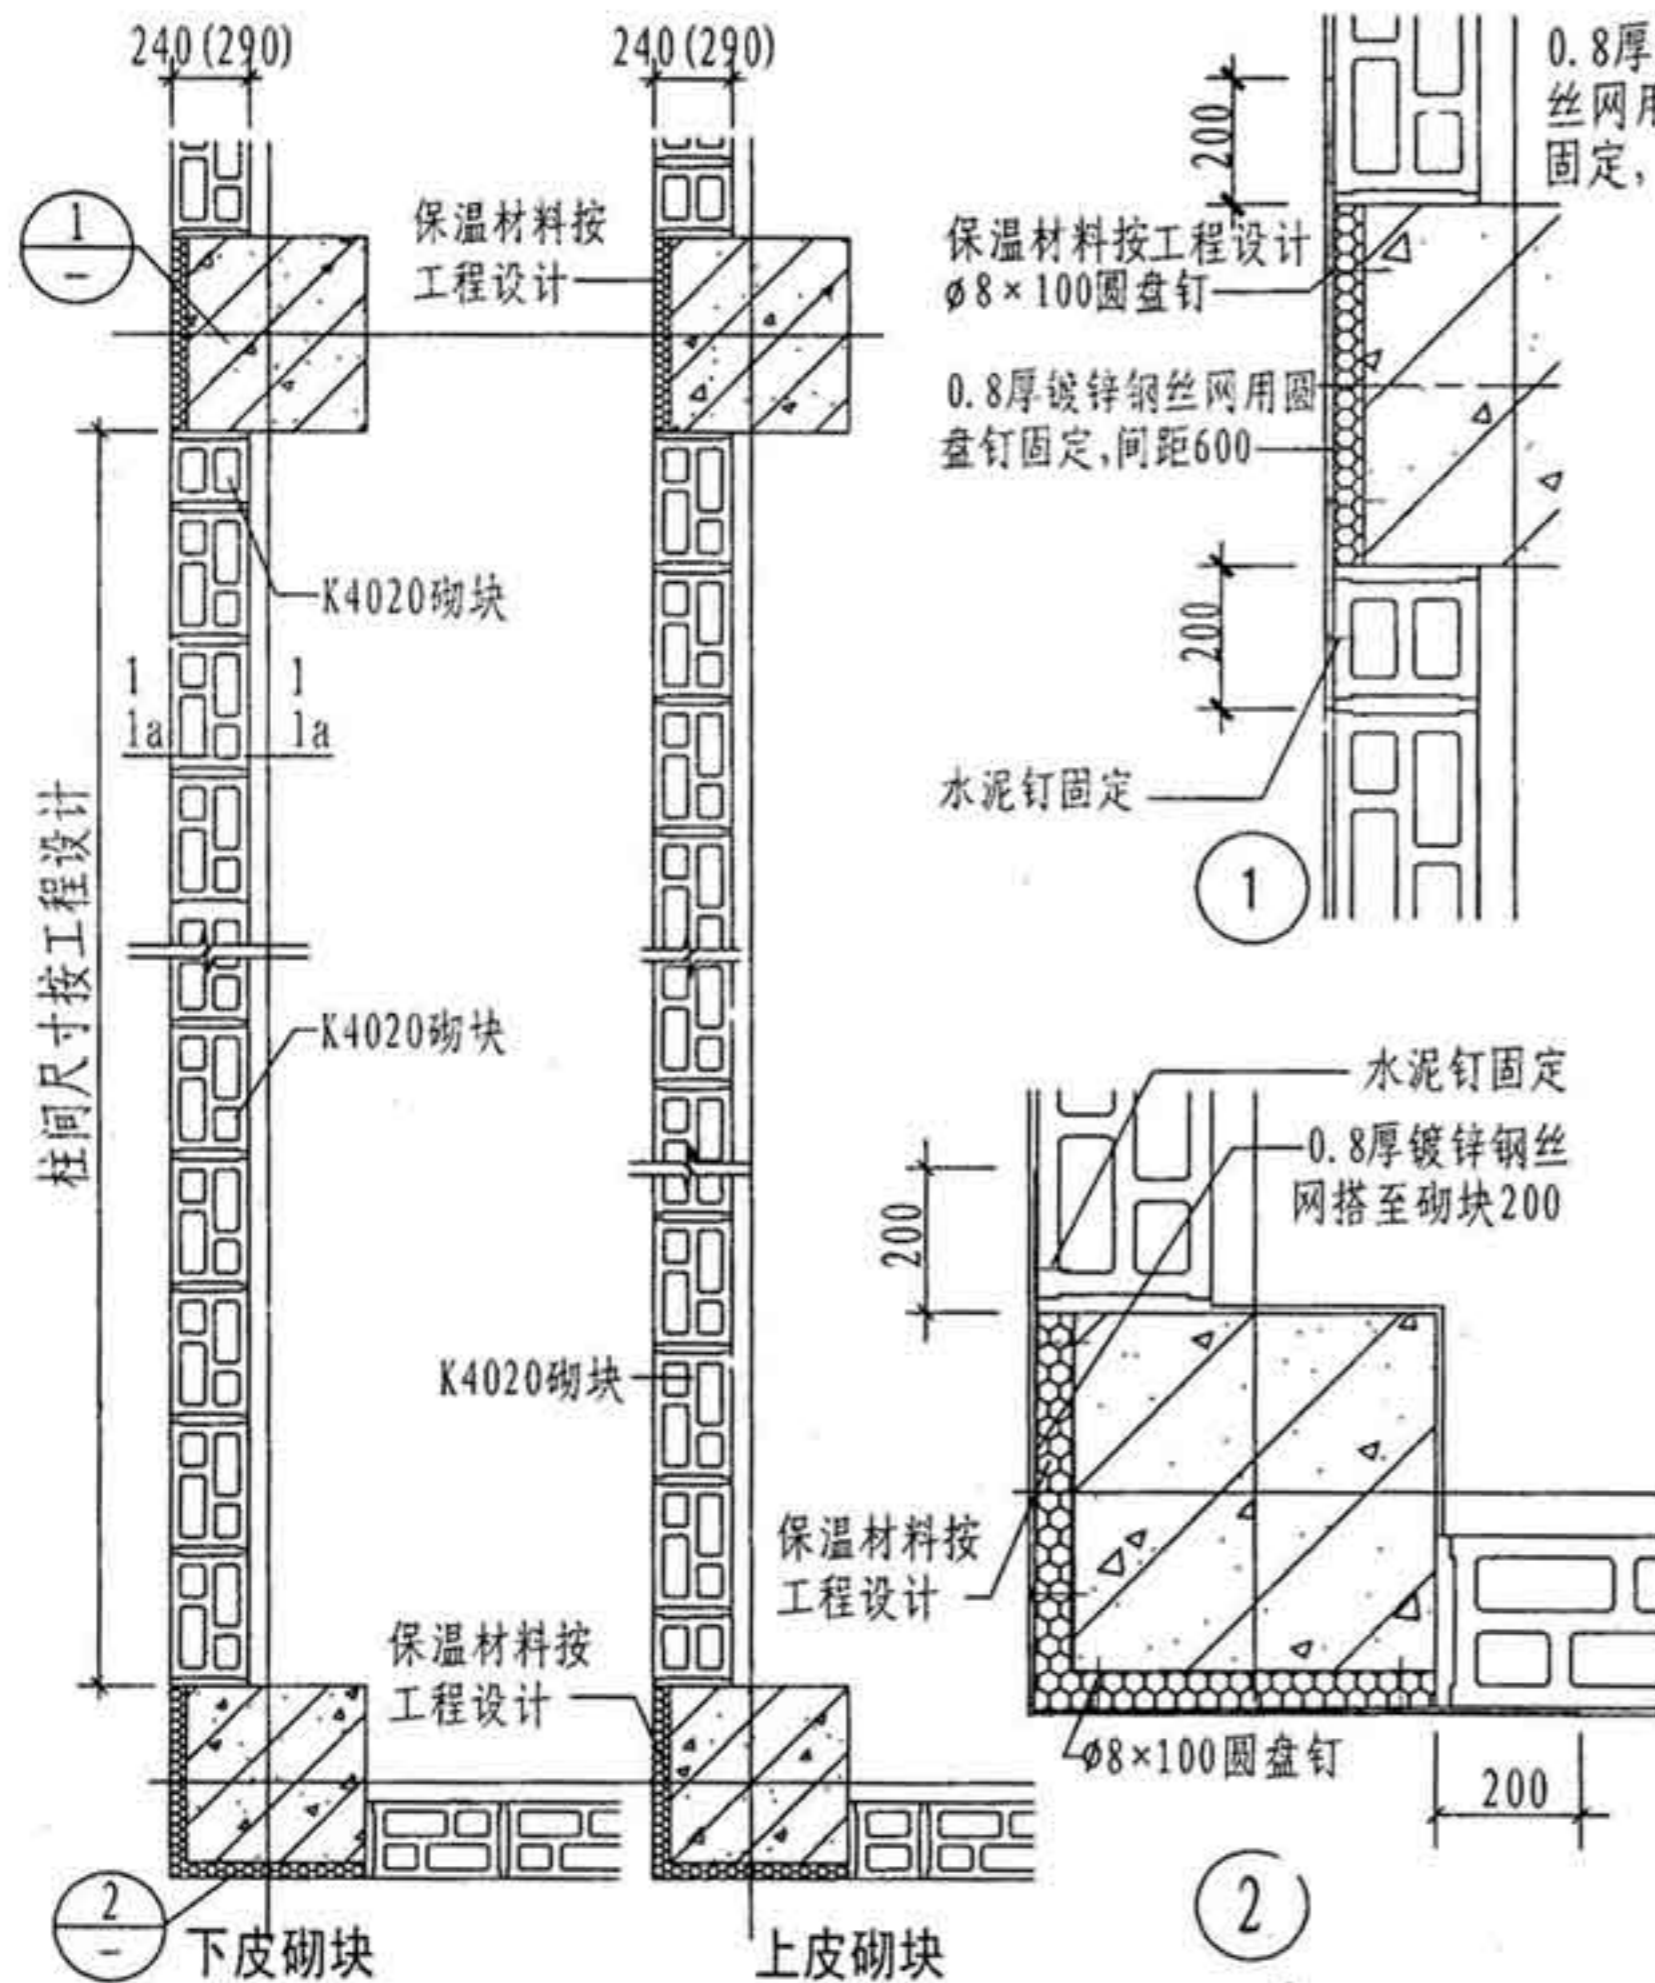 240(290)
240(290)
1
-
保温材料按
工程设计
K4020砌块
1
1a
1
1a
柱间尺寸按工程设计
K4020砌块
K4020砌块
保温材料按
工程设计
2
-
下皮砌块
上皮砌块
0.8厚
丝网用
固定,
200
保温材料按工程设计
ø8×100圆盘钉
0.8厚镀锌钢丝网用圆
盘钉固定,间距600
200
水泥钉固定
1
水泥钉固定
0.8厚镀锌钢丝
网搭至砌块200
200
保温材料按
工程设计
ø8×100圆盘钉
200
2